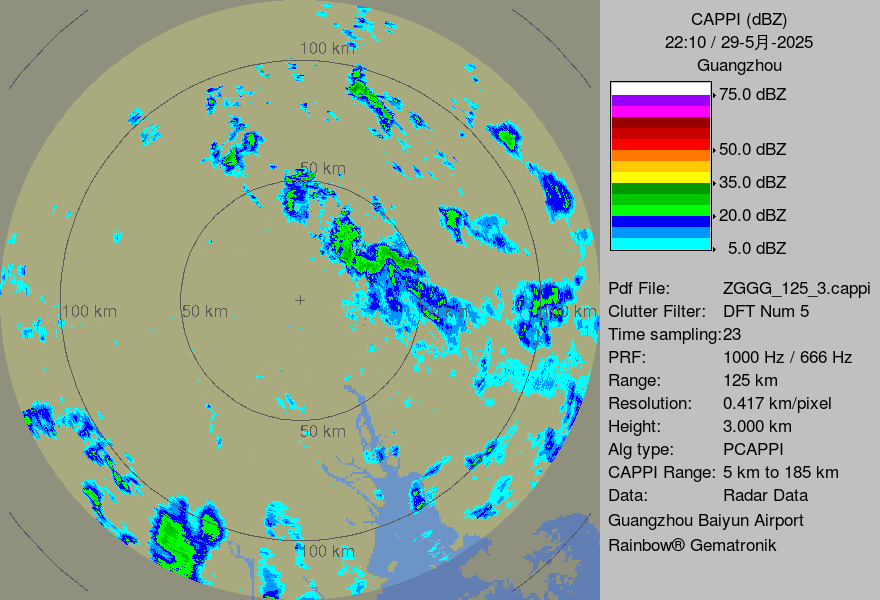 100 km
50 km
100 km
50 km
50 km
100 km
CAPPI (dBZ)
22:10 / 29-5月-2025
Guangzhou
75.0 dBZ
50.0 dBZ
35.0 dBZ
20.0 dBZ
5.0 dBZ
Pdf File: ZGGG_125_3.cappi
Clutter Filter: DFT Num 5
Time sampling: 23
PRF: 1000 Hz / 666 Hz
Range: 125 km
Resolution: 0.417 km/pixel
Height: 3.000 km
Alg type: PCAPPI
CAPPI Range: 5 km to 185 km
Data: Radar Data
Guangzhou Baiyun Airport
Rainbow® Gematronik